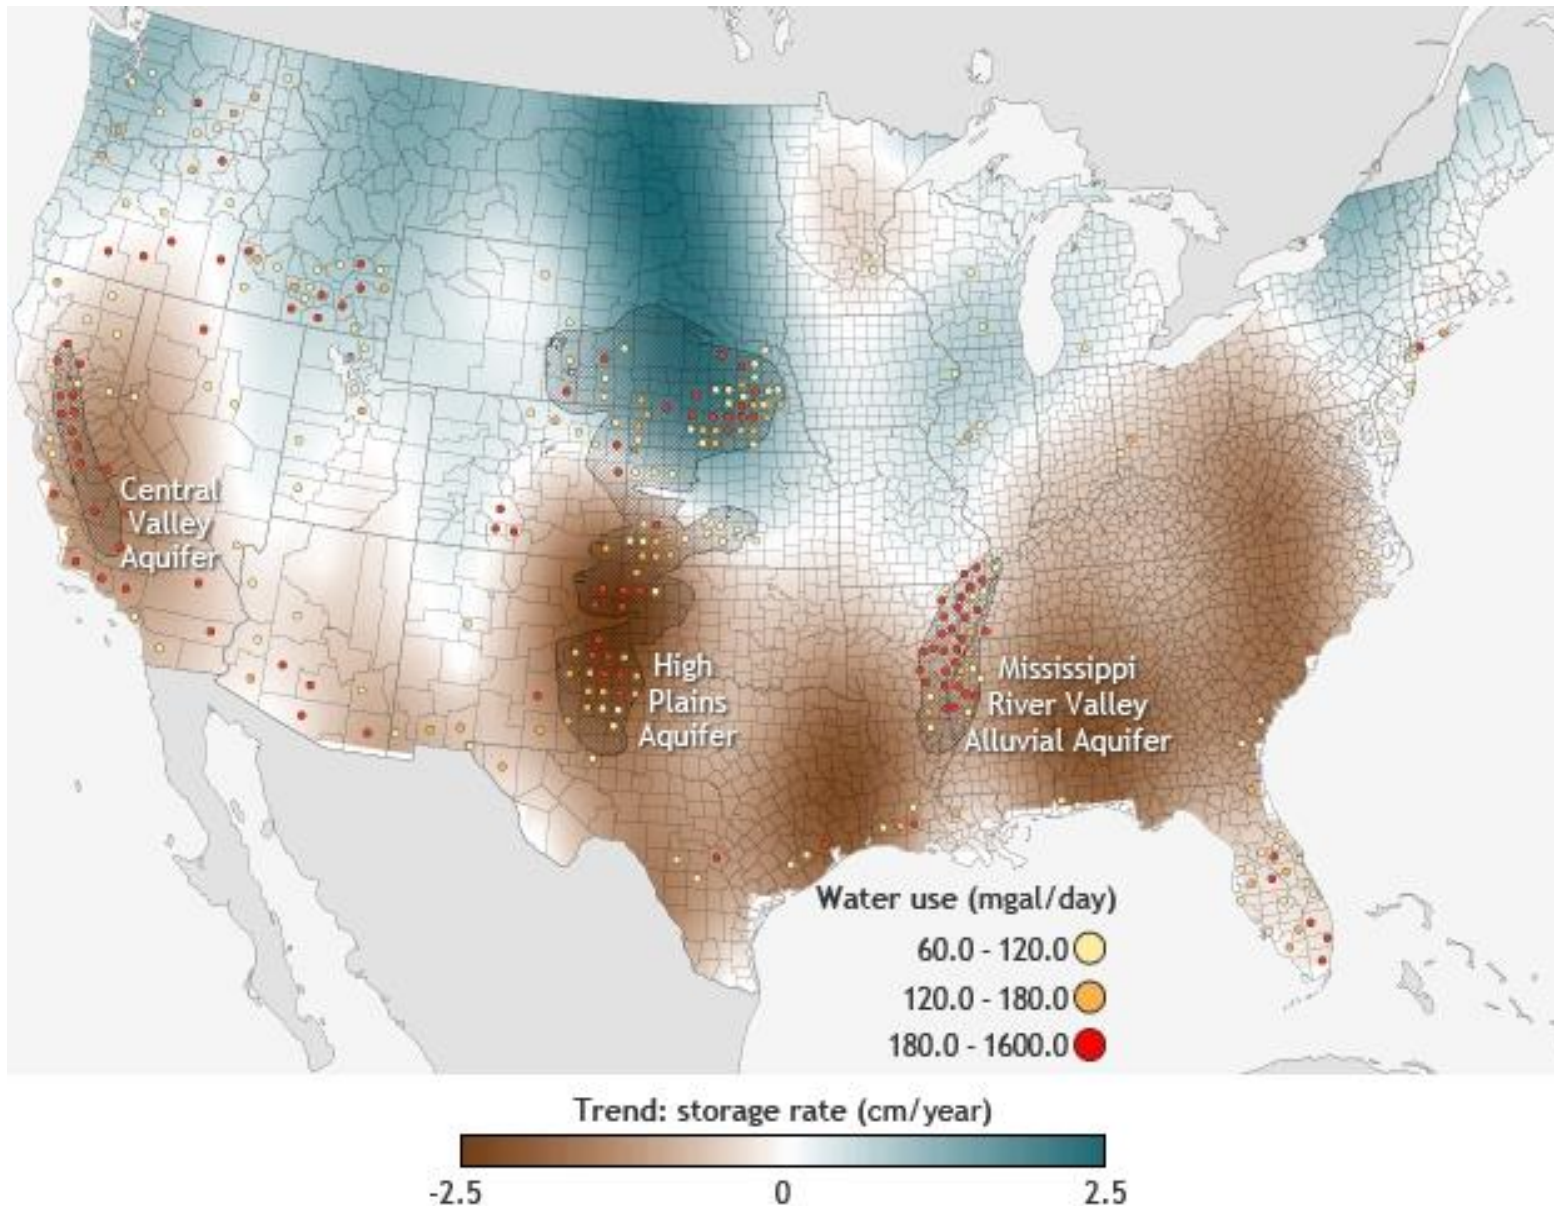 Central
Valley
Aquifer
High
Plains
Aquifer
Mississippi
River Valley
Alluvial Aquifer
Water use (mgal/day)
60.0 - 120.0
120.0 - 180.0
180.0 - 1600.0
Trend: storage rate (cm/year)
-2.5 0 2.5